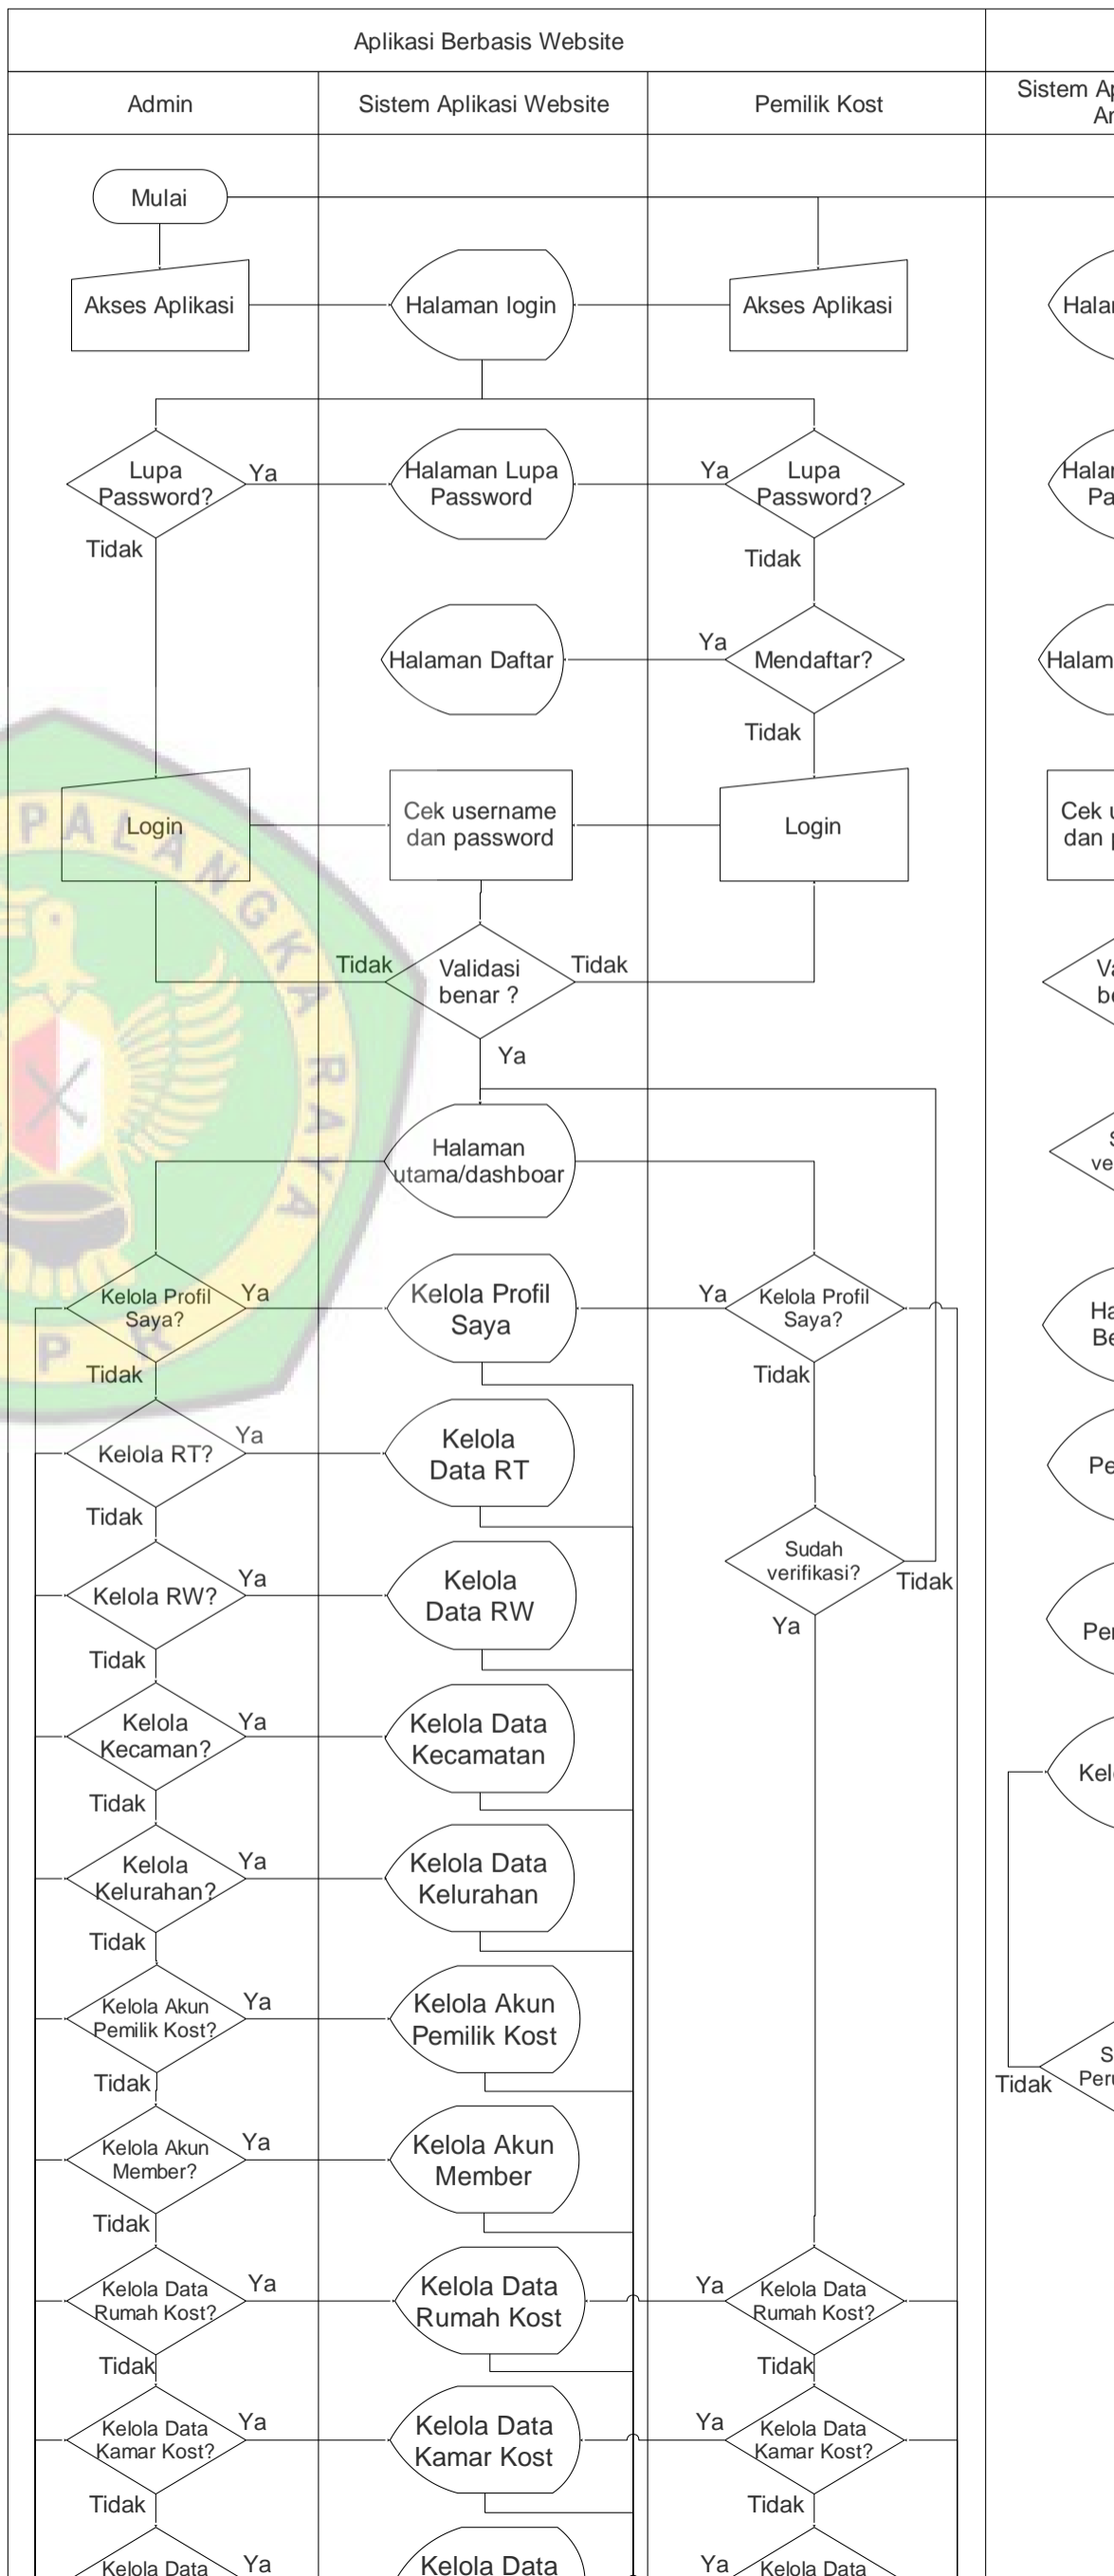 Aplikasi Berbasis Website
Admin
Sistem Aplikasi Website
Pemilik Kost
Sistem
Mulai
Akses Aplikasi
Halaman login
Akses Aplikasi
Lupa
Password?
Ya
Halaman Lupa
Password
Ya
Lupa
Password?
Tidak
Tidak
Halaman Daftar
Ya
Mendaftar?
Tidak
Login
Cek username
dan password
Login
Cek
dan
PALANGKA RAYA
UPR
Tidak
Validasi
benar ?
Tidak
Ya
Halaman
utama/dashboar
Kelola Profil
Saya?
Ya
Kelola Profil
Saya
Ya
Kelola Profil
Saya?
Tidak
Tidak
Kelola RT?
Ya
Kelola
Data RT
Tidak
Sudah
verifikasi?
Tidak
Ya
Kelola RW?
Ya
Kelola
Data RW
Tidak
Kelola
Kecaman?
Ya
Kelola Data
Kecamatan
Tidak
Kelola
Kelurahan?
Ya
Kelola Data
Kelurahan
Tidak
Kelola Akun
Pemilik Kost?
Ya
Kelola Akun
Pemilik Kost
Tidak
Tidak
Kelola Akun
Member?
Ya
Kelola Akun
Member
Tidak
Kelola Data
Rumah Kost?
Ya
Kelola Data
Rumah Kost
Ya
Kelola Data
Rumah Kost?
Tidak
Tidak
Kelola Data
Kamar Kost?
Ya
Kelola Data
Kamar Kost
Ya
Kelola Data
Kamar Kost?
Tidak
Tidak
Kelola Data
Ya
Kelola Data
Ya
Kelola Data